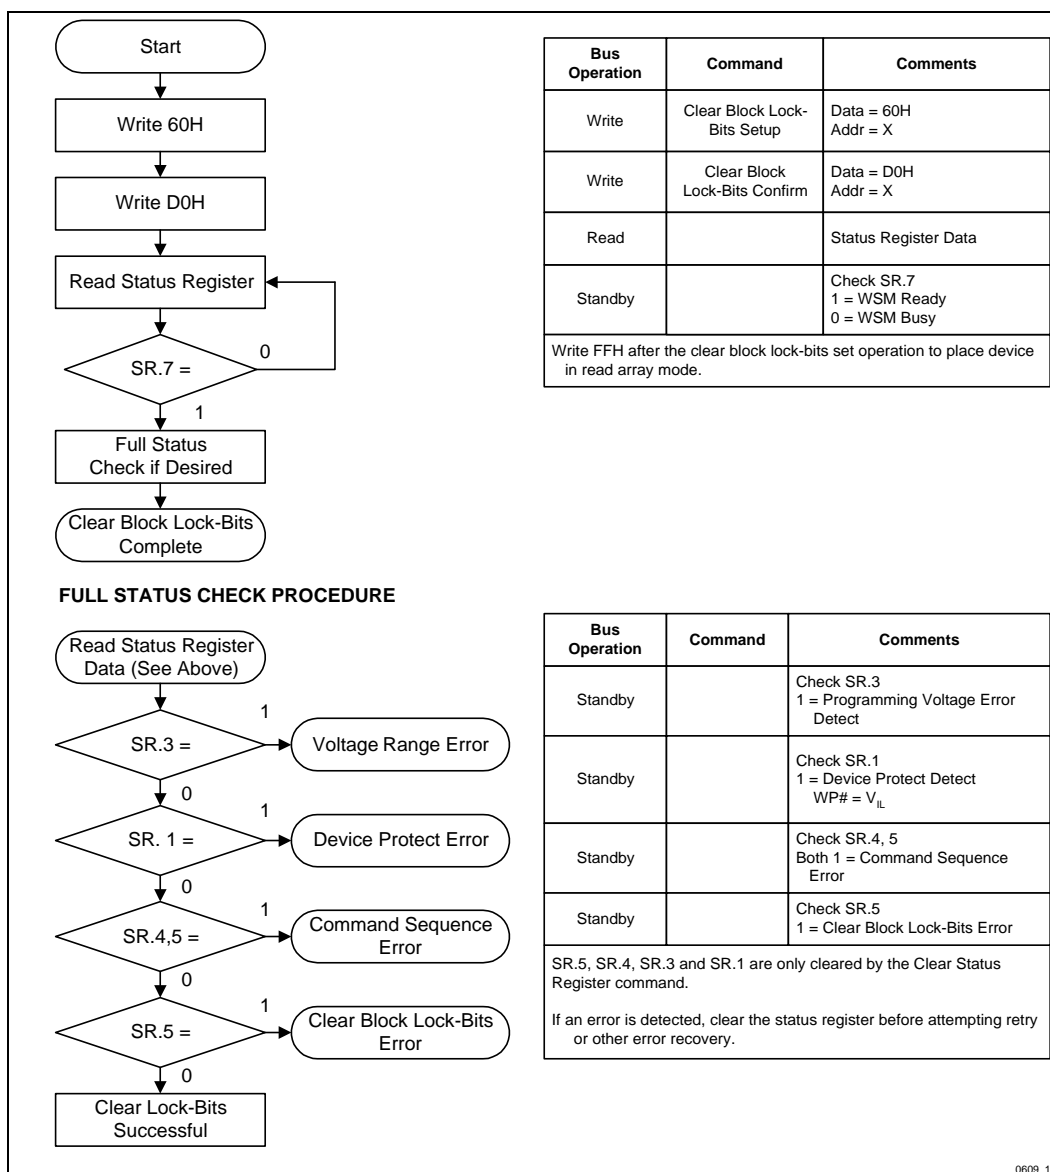 Start
Write 60H
Write D0H
Read Status Register
SR.7 =
0
1
Full Status
Check if Desired
Clear Block Lock-Bits
Complete
Bus
Operation
Command
Comments
Write
Clear Block Lock-
Bits Setup
Data = 60H
Addr = X
Write
Clear Block
Lock-Bits Confirm
Data = D0H
Addr = X
Read
Status Register Data
Standby
Check SR.7
1 = WSM Ready
0 = WSM Busy
Write FFH after the clear block lock-bits set operation to place device
in read array mode.
FULL STATUS CHECK PROCEDURE
Read Status Register
Data (See Above)
SR.3 =
1
Voltage Range Error
0
SR. 1 =
1
Device Protect Error
0
SR.4,5 =
1
Command Sequence
Error
0
SR.5 =
1
Clear Block Lock-Bits
Error
0
Clear Lock-Bits
Successful
Bus
Operation
Command
Comments
Standby
Check SR.3
1 = Programming Voltage Error
Detect
Standby
Check SR.1
1 = Device Protect Detect
WP# = VIL
Standby
Check SR.4, 5
Both 1 = Command Sequence
Error
Standby
Check SR.5
1 = Clear Block Lock-Bits Error
SR.5, SR.4, SR.3 and SR.1 are only cleared by the Clear Status
Register command.
If an error is detected, clear the status register before attempting retry
or other error recovery.